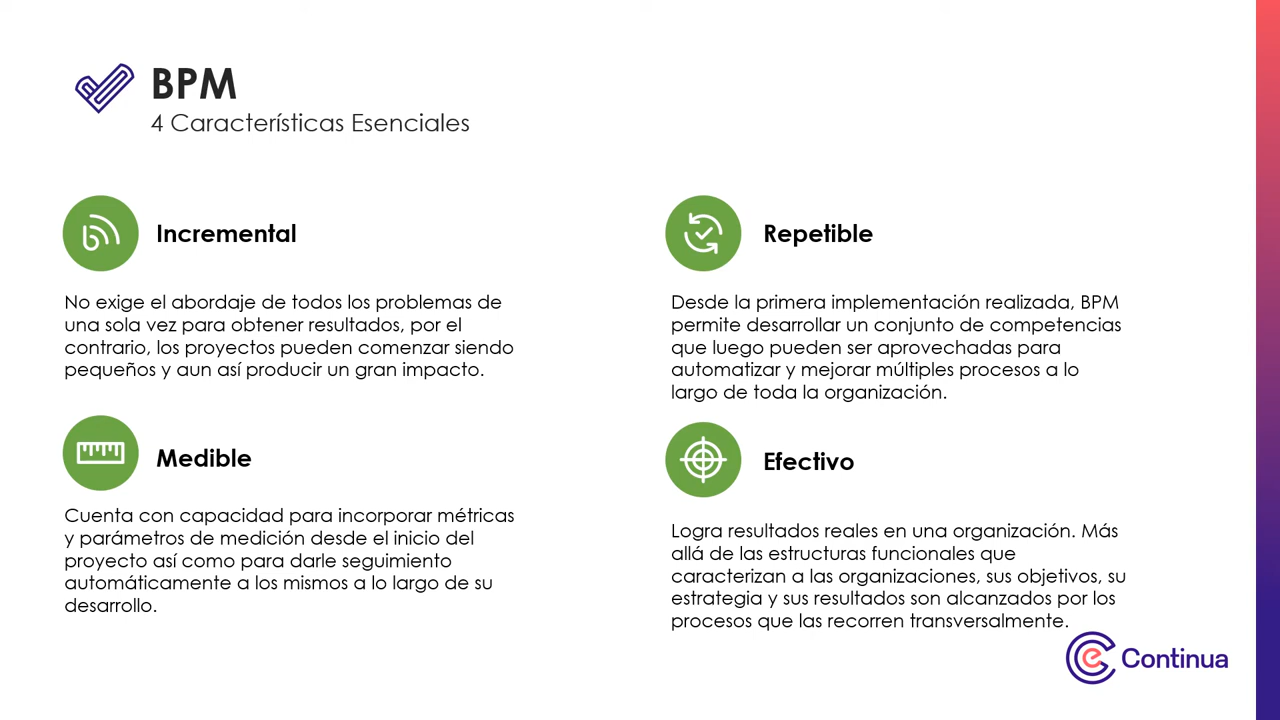 BPM
4 Características Esenciales
Incremental
No exige el abordaje de todos los problemas de
una sola vez para obtener resultados, por el
contrario, los proyectos pueden comenzar siendo
pequeños y aun así producir un gran impacto.
Repetible
Desde la primera implementación realizada, BPM
permite desarrollar un conjunto de competencias
que luego pueden ser aprovechadas para
automatizar y mejorar múltiples procesos a lo
largo de toda la organización.
Medible
Cuenta con capacidad para incorporar métricas
y parámetros de medición desde el inicio del
proyecto así como para darle seguimiento
automáticamente a los mismos a lo largo de su
desarrollo.
Efectivo
Logra resultados reales en una organización. Más
allá de las estructuras funcionales que
caracterizan a las organizaciones, sus objetivos, su
estrategia y sus resultados son alcanzados por los
procesos que las recorren transversalmente.
Continua